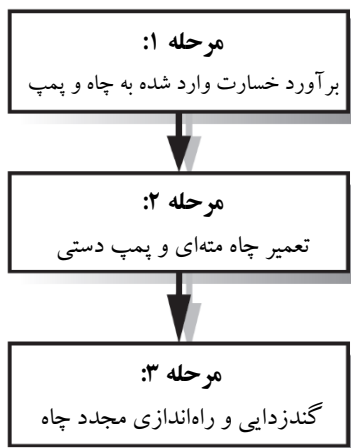 مرحله ۱:
برآورد خسارت وارد شده به چاه و پمپ
مرحله ۲:
تعمیر چاه مته‌ای و پمپ دستی
مرحله ۳:
گندزدایی و راه‌اندازی مجدد چاه